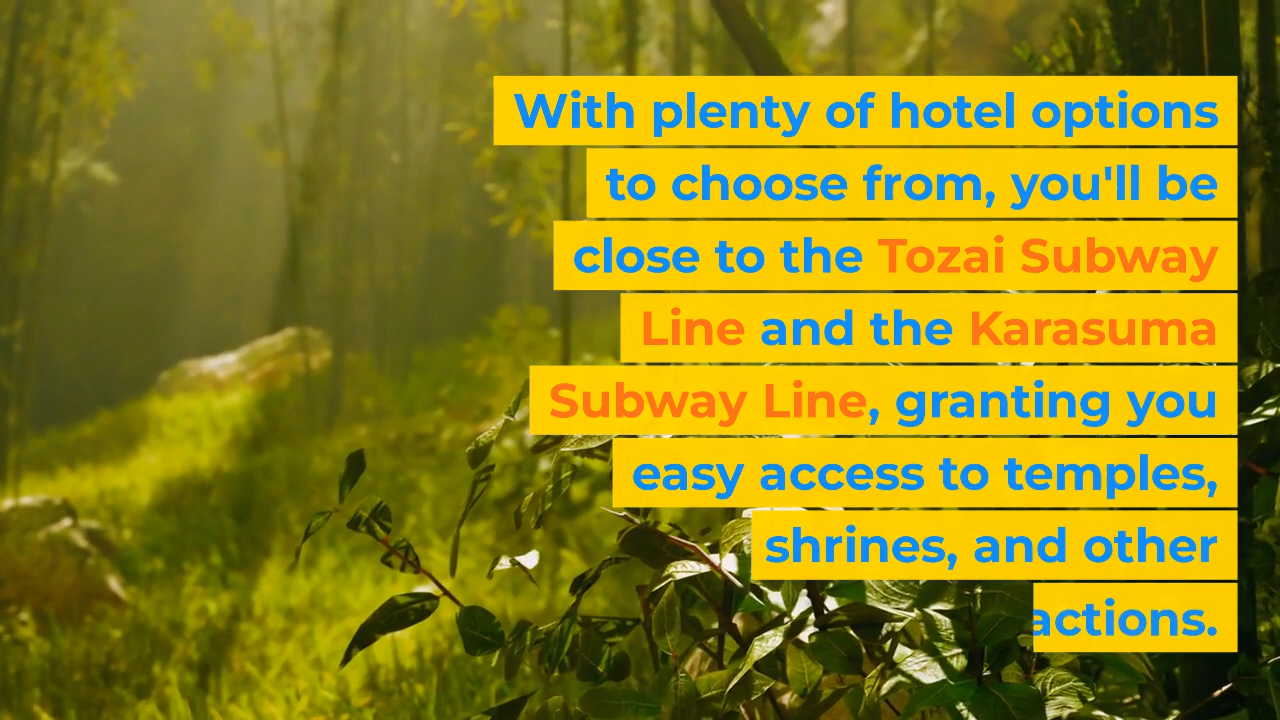 With plenty of hotel options
to choose from, you'll be
close to the Tozai Subway
Line and the Karasuma
Subway Line, granting you
easy access to temples,
shrines, and other
actions.